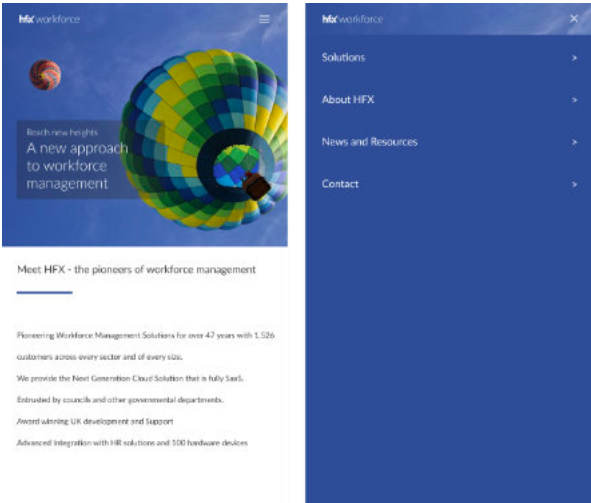 hfx workforce
Reach new heights
A new approach
to workforce
management
Meet HFX - the pioneers of workforce management
Pioneering Workforce Management Solutions for over 47 years with 1,526
customers across every sector and of every size.
We provide the Next Generation Cloud Solution that is fully SaaS.
Entrusted by councils and other governmental departments.
Award winning UK development and Support
Advanced integration with HR solutions and 100 hardware devices
hfx workforce
Solutions >
About HFX >
News and Resources >
Contact >